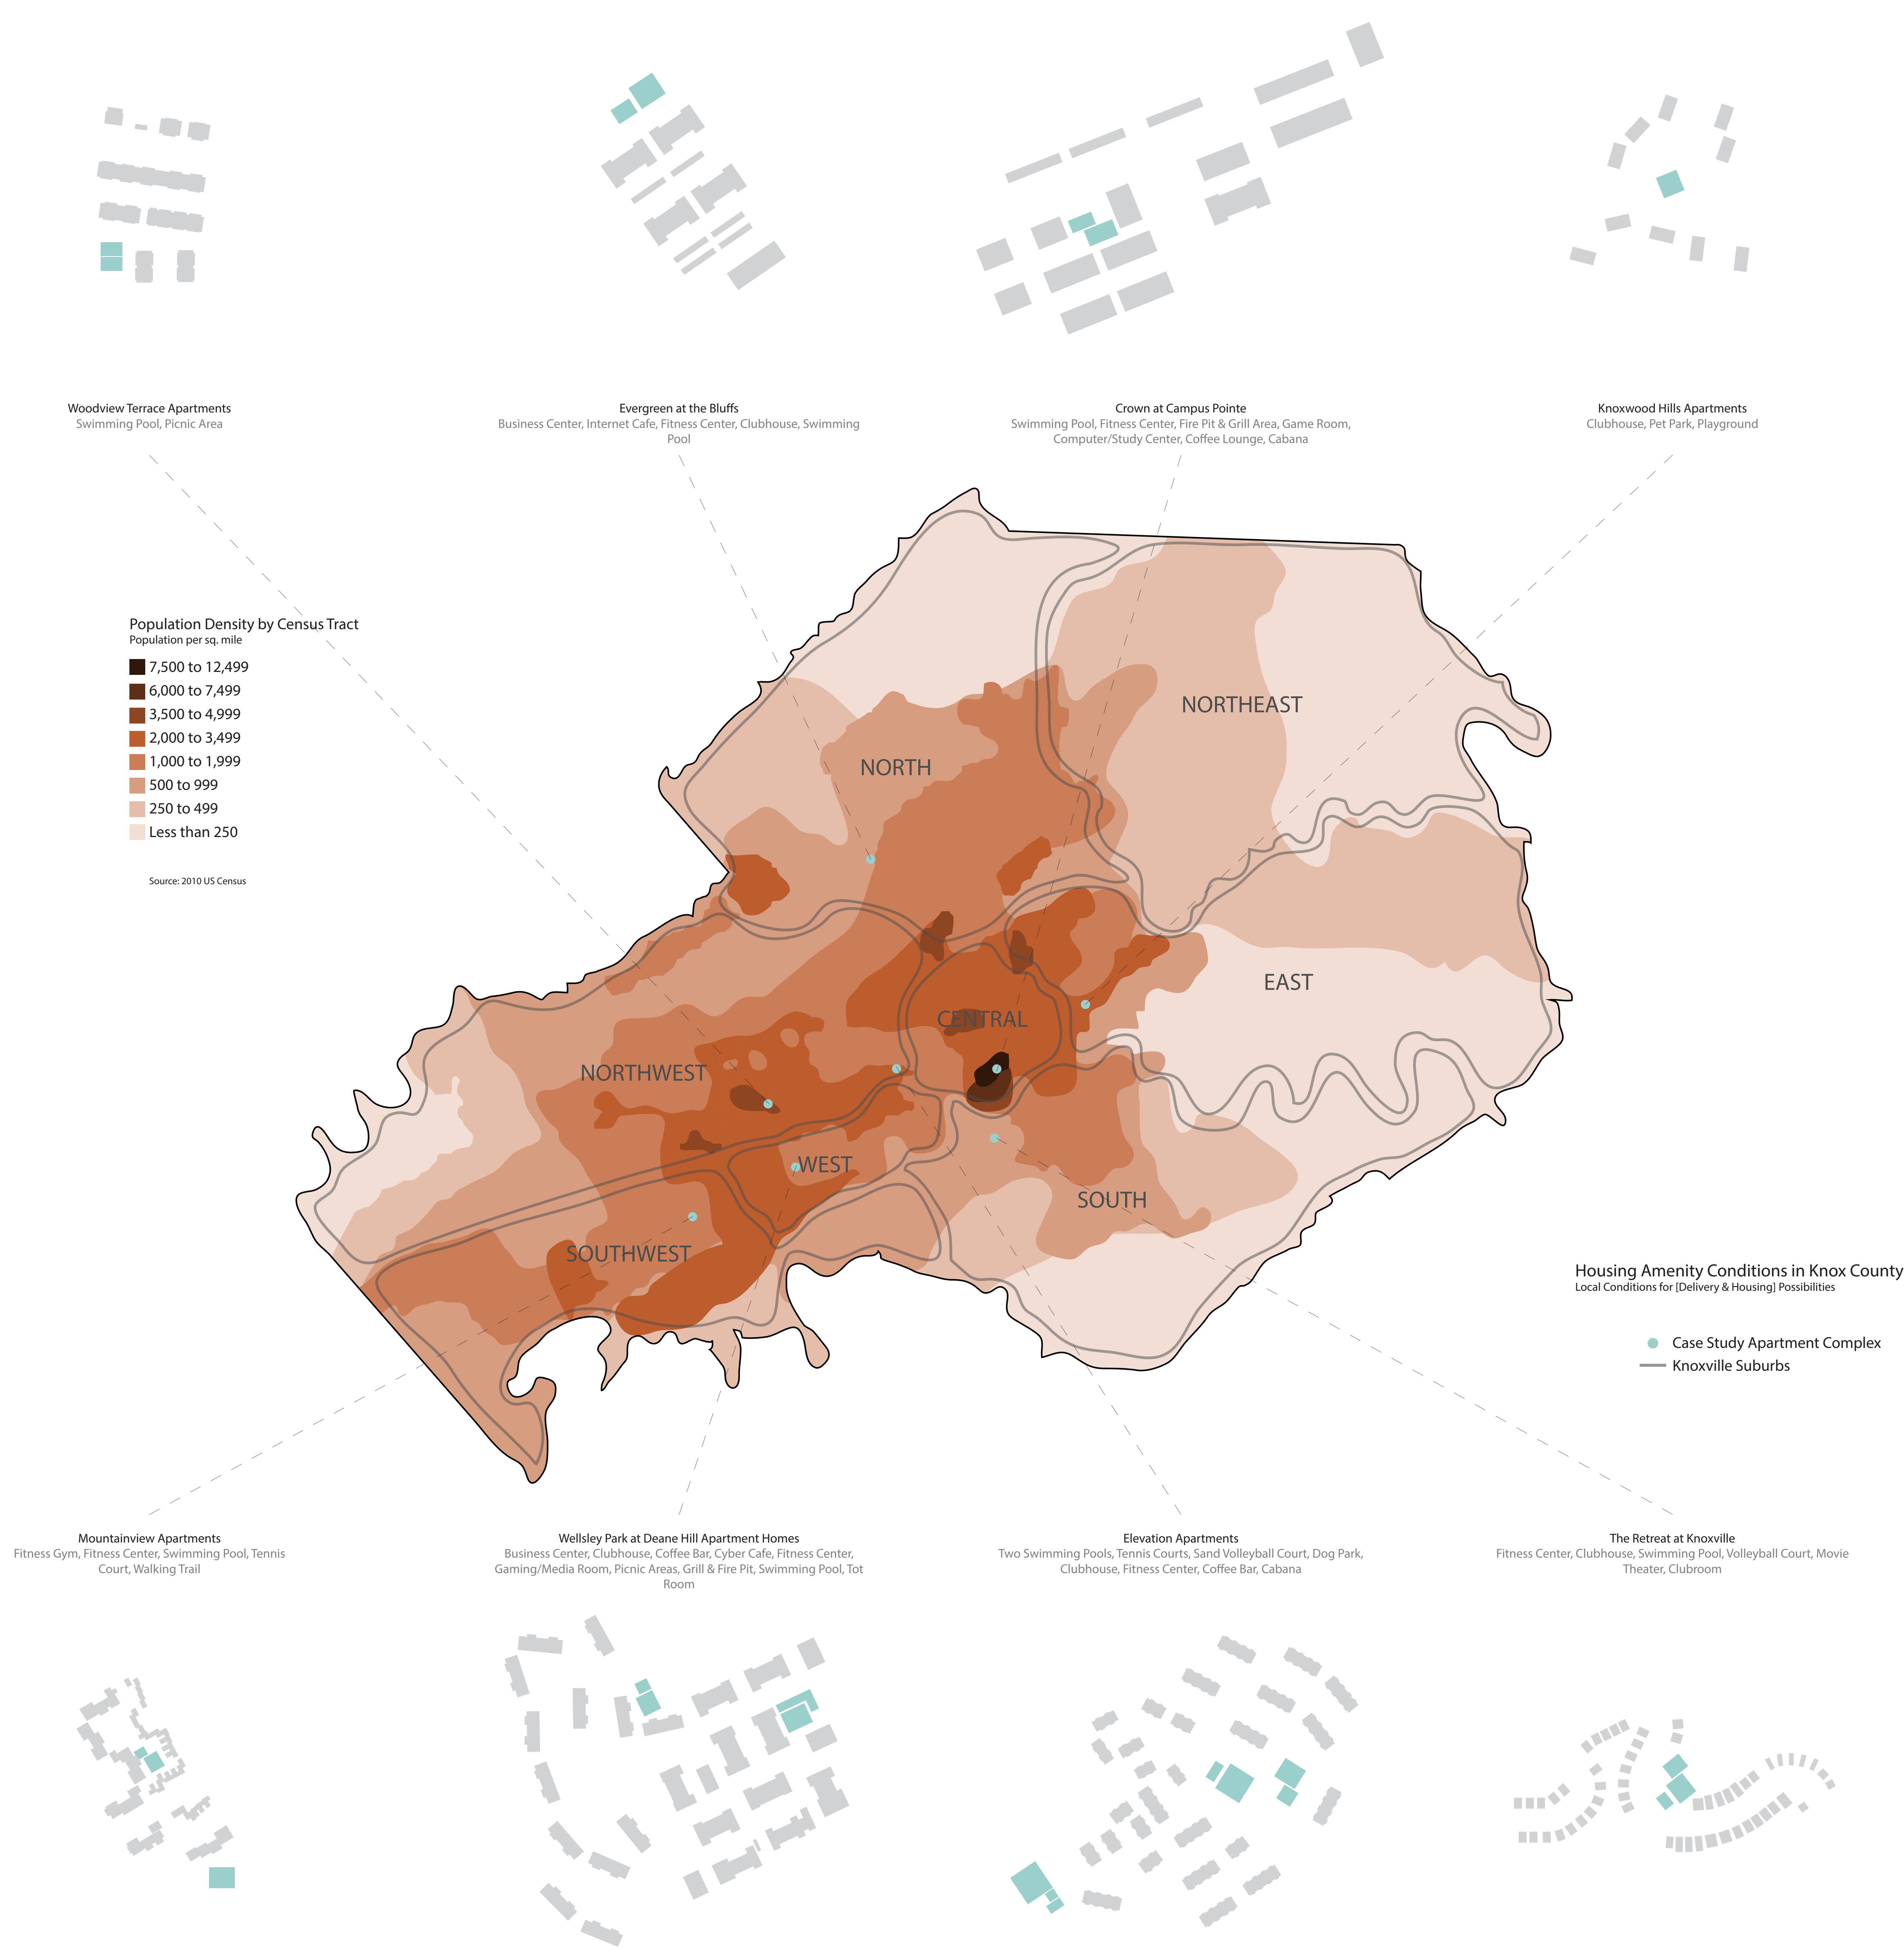 Woodview Terrace Apartments
Swimming Pool, Picnic Area
Evergreen at the Bluffs
Business Center, Internet Cafe, Fitness Center, Clubhouse, Swimming
Pool
Crown at Campus Pointe
Swimming Pool, Fitness Center, Fire Pit & Grill Area, Game Room,
Computer/Study Center, Coffee Lounge, Cabana
Knoxwood Hills Apartments
Clubhouse, Pet Park, Playground
Population Density by Census Tract
Population per sq. mile
7,500 to 12,499
6,000 to 7,499
3,500 to 4,999
2,000 to 3,499
1,000 to 1,999
500 to 999
250 to 499
Less than 250
Source: 2010 US Census
NORTHEAST
NORTH
EAST
CENTRAL
NORTHWEST
WEST
SOUTH
SOUTHWEST
Housing Amenity Conditions in Knox County
Local Conditions for [Delivery & Housing] Possibilities
Case Study Apartment Complex
Knoxville Suburbs
Mountainview Apartments
Fitness Gym, Fitness Center, Swimming Pool, Tennis
Court, Walking Trail
Wellsley Park at Deane Hill Apartment Homes
Business Center, Clubhouse, Coffee Bar, Cyber Cafe, Fitness Center,
Gaming/Media Room, Picnic Areas, Grill & Fire Pit, Swimming Pool, Tot
Room
Elevation Apartments
Two Swimming Pools, Tennis Courts, Sand Volleyball Court, Dog Park,
Clubhouse, Fitness Center, Coffee Bar, Cabana
The Retreat at Knoxville
Fitness Center, Clubhouse, Swimming Pool, Volleyball Court, Movie
Theater, Clubroom